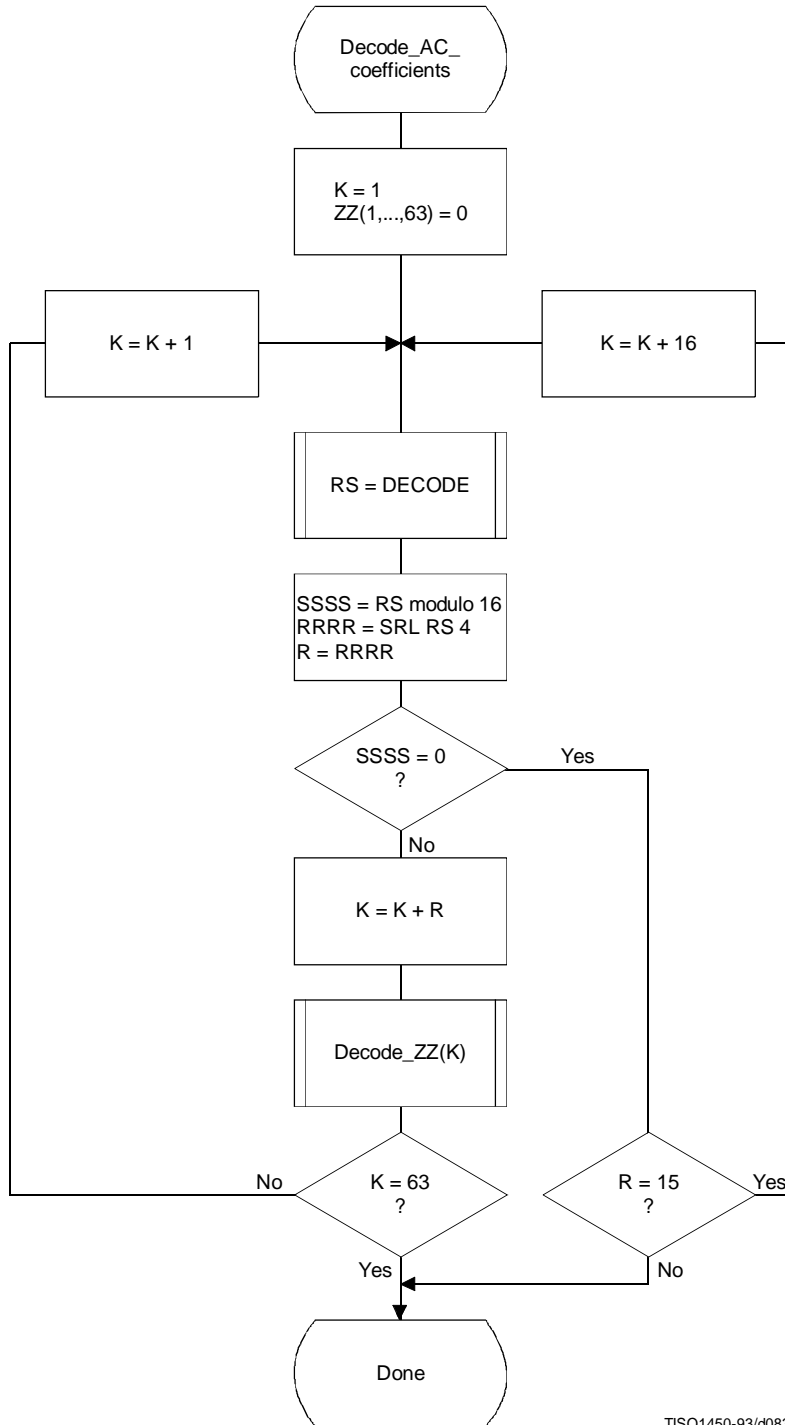 Decode_AC_
coefficients
K = 1
ZZ(1,...,63) = 0
K = K + 1
K = K + 16
RS = DECODE
SSSS = RS modulo 16
RRRR = SRL RS 4
R = RRRR
SSSS = 0
?
Yes
No
K = K + R
Decode_ZZ(K)
No
K = 63
?
R = 15
?
Yes
Yes
No
Done